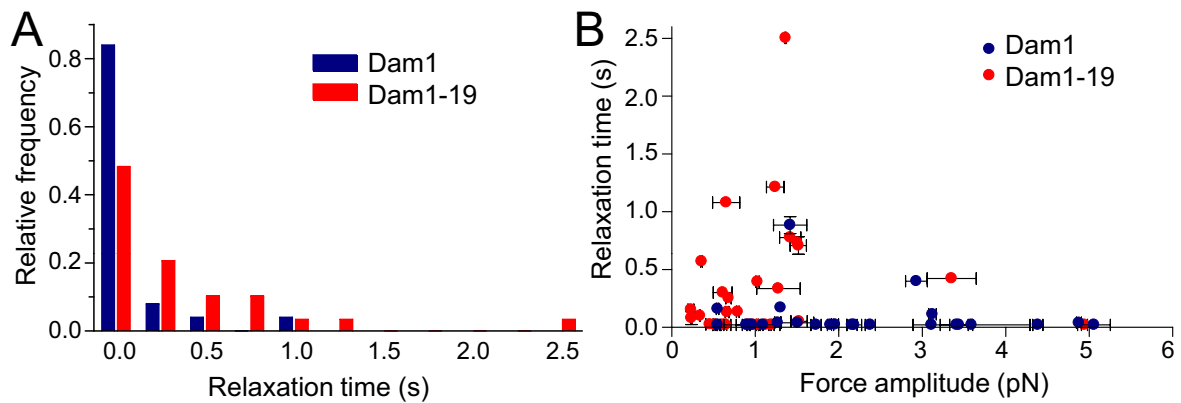 A
Relative frequency
0.8
0.6
0.4
0.2
0.0
Dam1
Dam1-19
0.0 0.5 1.0 1.5 2.0 2.5
Relaxation time (s)
B
Relaxation time (s)
2.5
2.0
1.5
1.0
0.5
0.0
Dam1
Dam1-19
0 1 2 3 4 5 6
Force amplitude (pN)